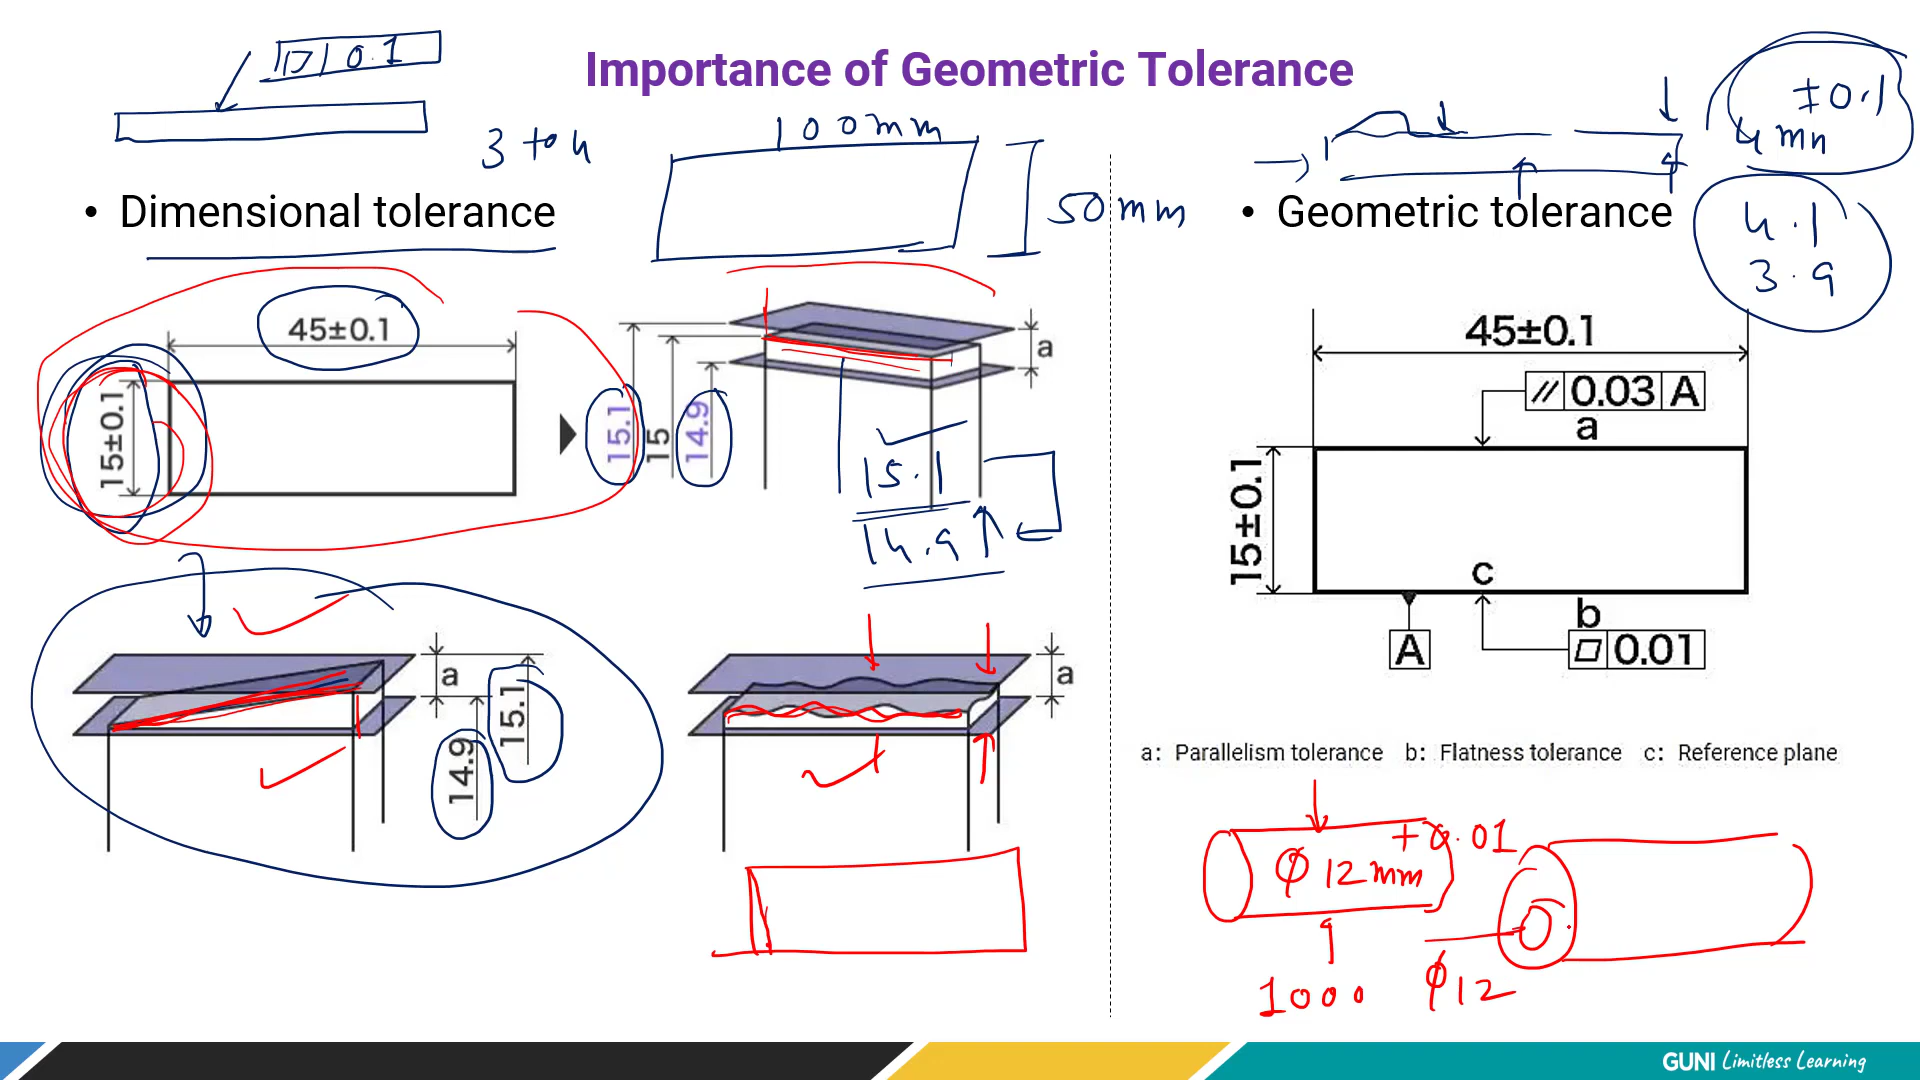 Importance of Geometric Tolerance
0.1
3 to 4
100mm
50mm
±0.1
4 mm
4.1
3.9
• Dimensional tolerance
45±0.1
15±0.1
15.1
15
14.9
a
15.1
14.9
a
14.9
15.1
a
• Geometric tolerance
45±0.1
// 0.03 A
a
15±0.1
c
A
b
▱ 0.01
a: Parallelism tolerance b: Flatness tolerance c: Reference plane
+0.01
φ 12mm
1000
φ12
GUNI Limitless Learning